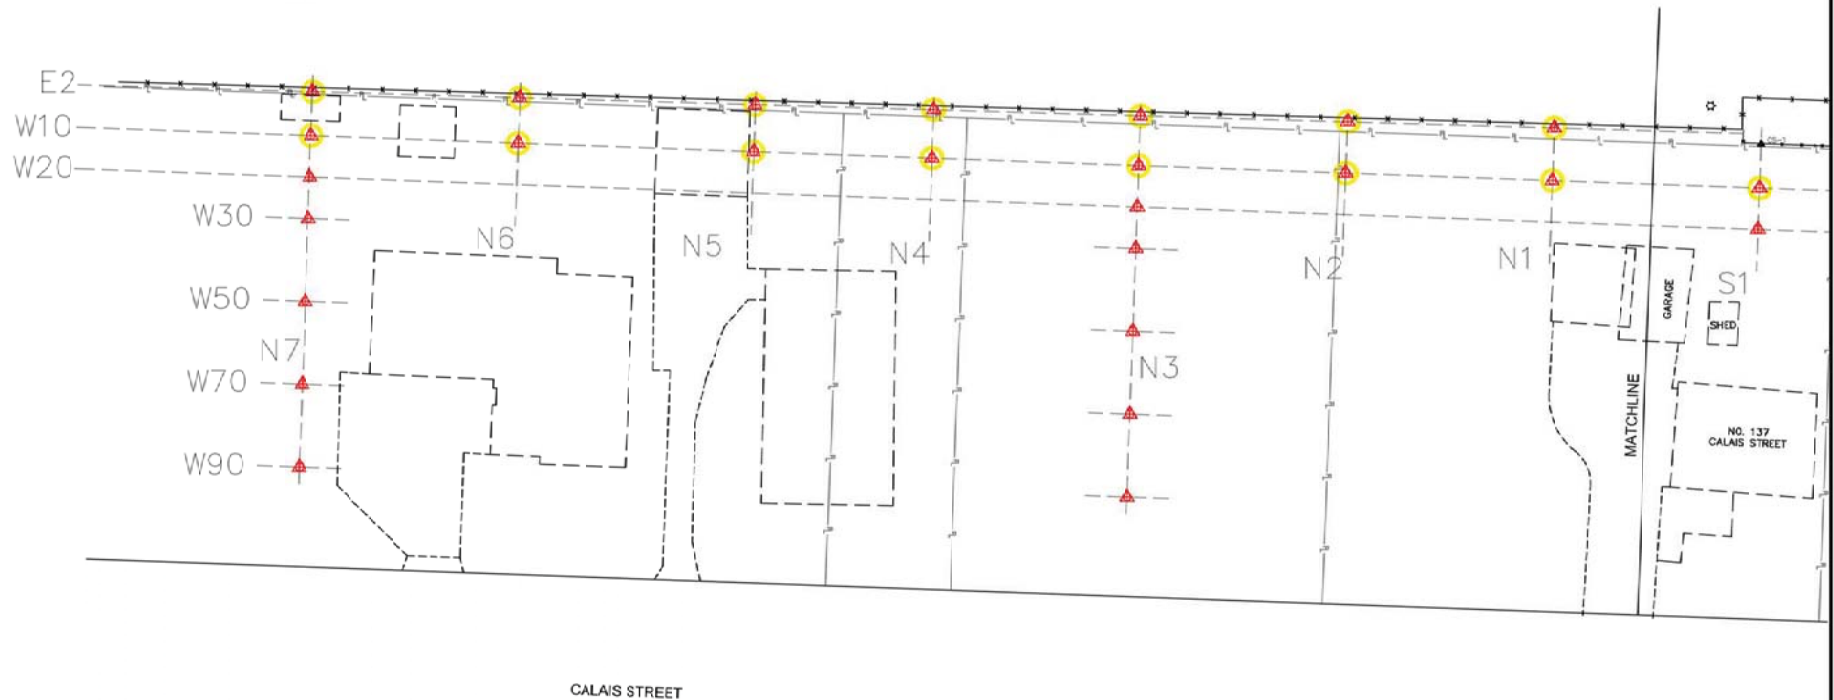 E2
W10
W20
W30
N6
N5
N4
N2
N1
S1
W50
GARAGE
SHED
N7
W70
N3
MATCHLINE
NO. 137
CALAIS STREET
W90
CALAIS STREET